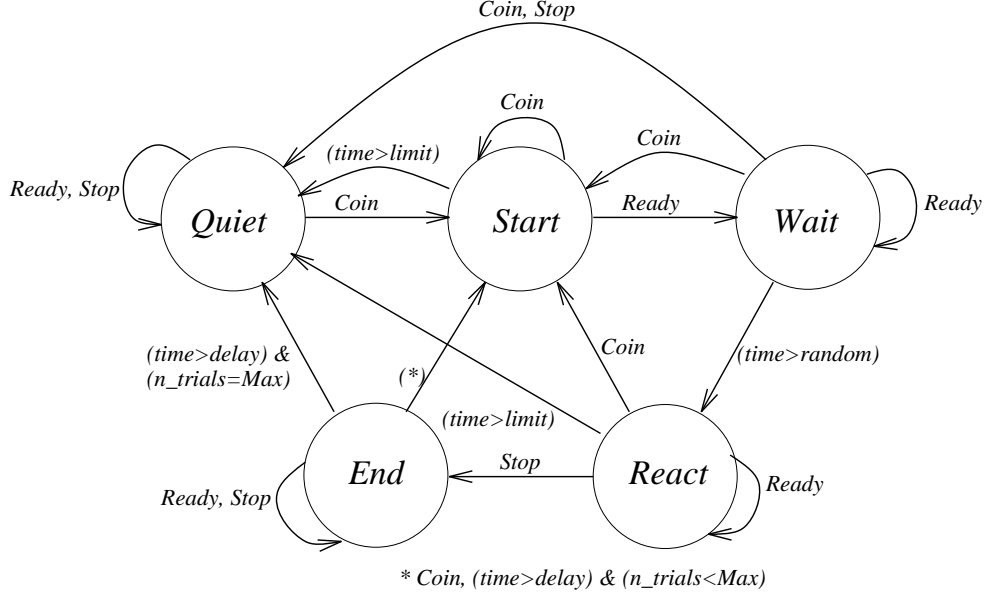 Coin, Stop
Coin
(time>limit)
Coin
Ready, Stop
Quiet
Coin
Start
Ready
Wait
Ready
(time>delay) &
(n_trials=Max)
(*)
Coin
(time>random)
(time>limit)
End
Stop
React
Ready, Stop
Ready
* Coin, (time>delay) & (n_trials<Max)